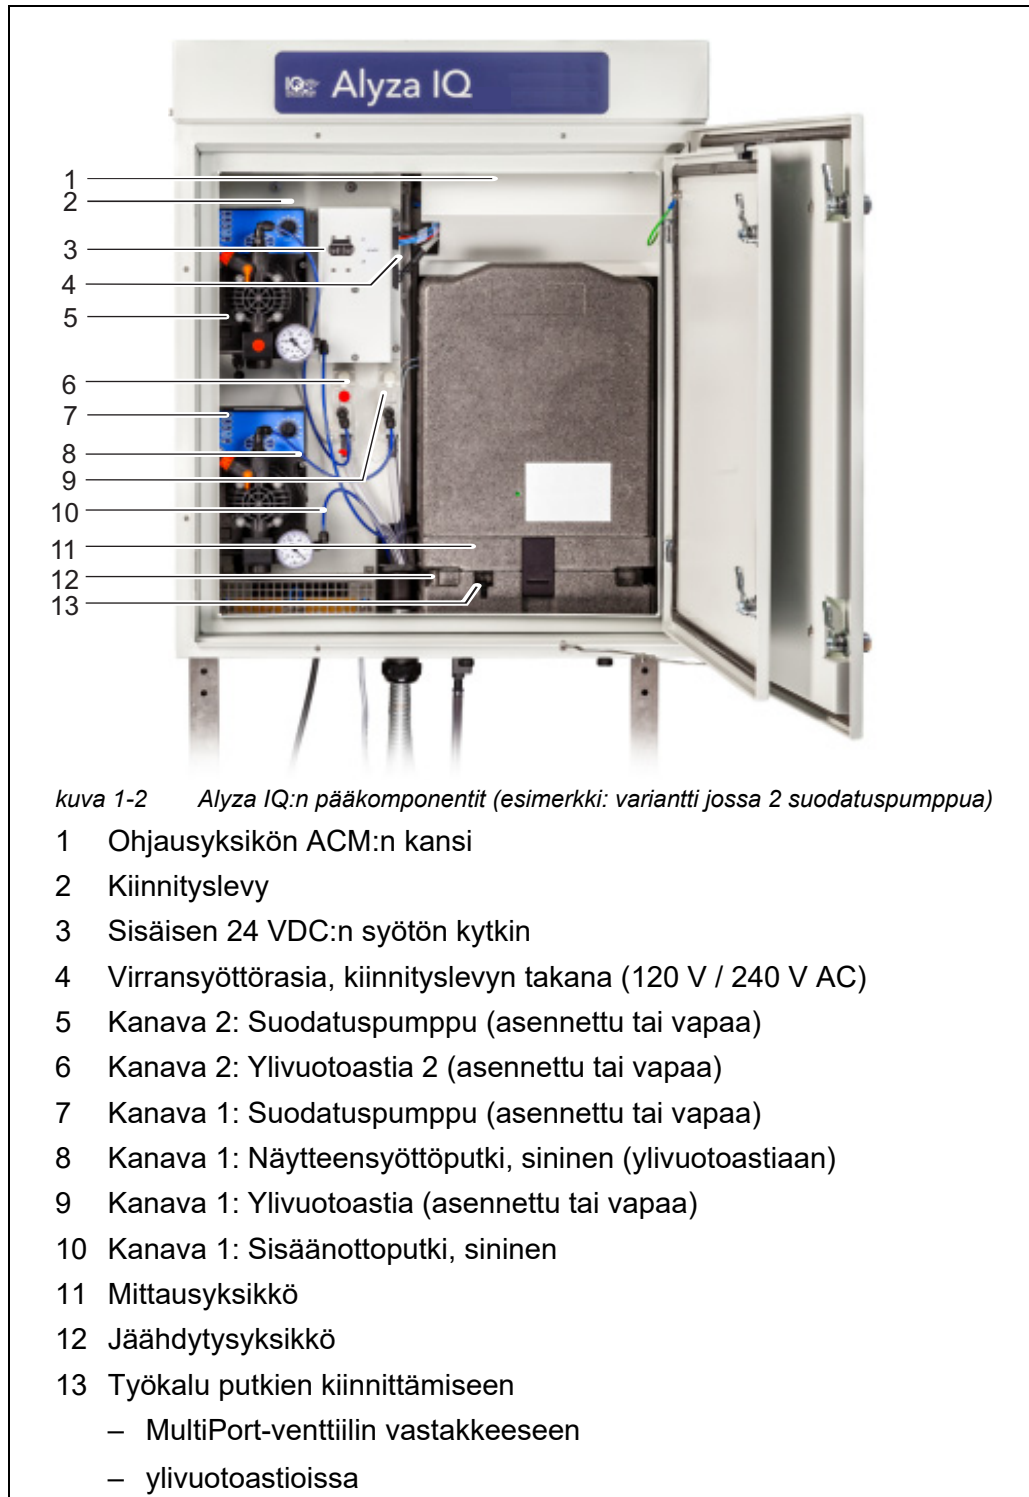 IQ Alyza IQ
1
2
3
4
5
6
7
8
9
10
11
12
13
kuva 1-2 Alyza IQ:n pääkomponentit (esimerkki: variantti jossa 2 suodatuspumppua)
1 Ohjausyksikön ACM:n kansi
2 Kiinnityslevy
3 Sisäisen 24 VDC:n syötön kytkin
4 Virransyöttörasia, kiinnityslevyn takana (120 V / 240 V AC)
5 Kanava 2: Suodatuspumppu (asennettu tai vapaa)
6 Kanava 2: Ylivuotoastia 2 (asennettu tai vapaa)
7 Kanava 1: Suodatuspumppu (asennettu tai vapaa)
8 Kanava 1: Näytteensyöttöputki, sininen (ylivuotoastiaan)
9 Kanava 1: Ylivuotoastia (asennettu tai vapaa)
10 Kanava 1: Sisäänottoputki, sininen
11 Mittausyksikkö
12 Jäähdytysyksikkö
13 Työkalu putkien kiinnittämiseen
– MultiPort-venttiilin vastakkeeseen
– ylivuotoastioissa